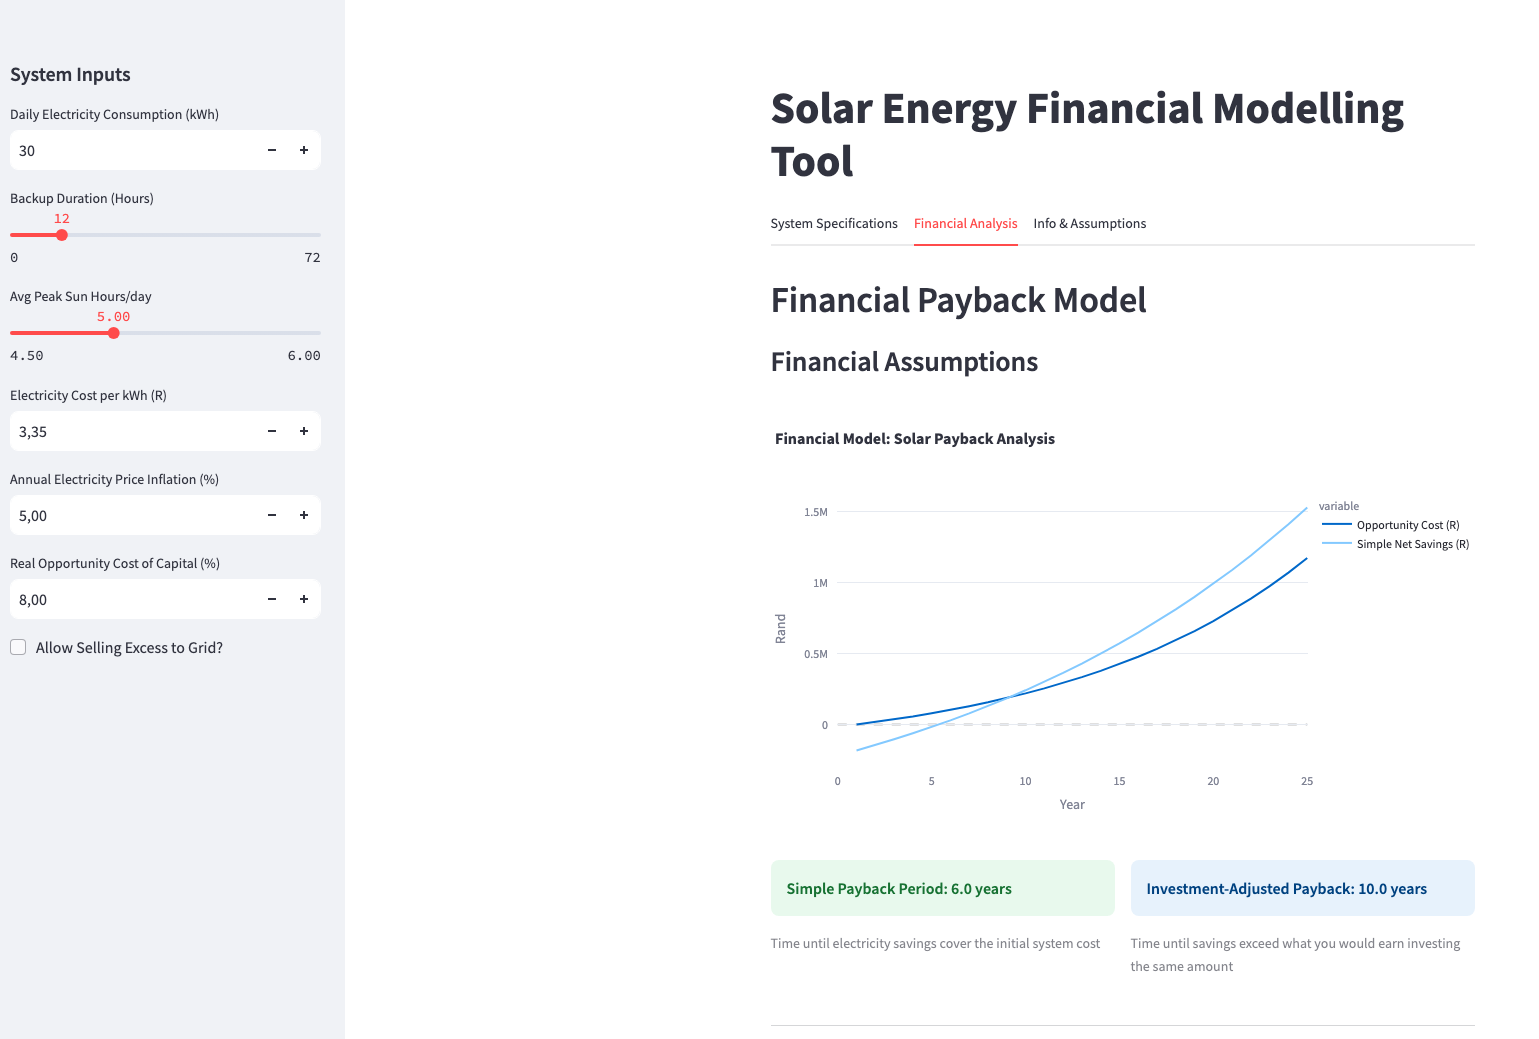 System Inputs
Daily Electricity Consumption (kWh)
30
Backup Duration (Hours)
12
0 72
Avg Peak Sun Hours/day
5.00
4.50 6.00
Electricity Cost per kWh (R)
3,35
Annual Electricity Price Inflation (%)
5,00
Real Opportunity Cost of Capital (%)
8,00
Allow Selling Excess to Grid?
Solar Energy Financial Modelling
Tool
System Specifications Financial Analysis Info & Assumptions
Financial Payback Model
Financial Assumptions
Financial Model: Solar Payback Analysis
1.5M
1M
0.5M
0
Rand
0 5 10 15 20 25
Year
variable
Opportunity Cost (R)
Simple Net Savings (R)
Simple Payback Period: 6.0 years
Time until electricity savings cover the initial system cost
Investment-Adjusted Payback: 10.0 years
Time until savings exceed what you would earn investing
the same amount